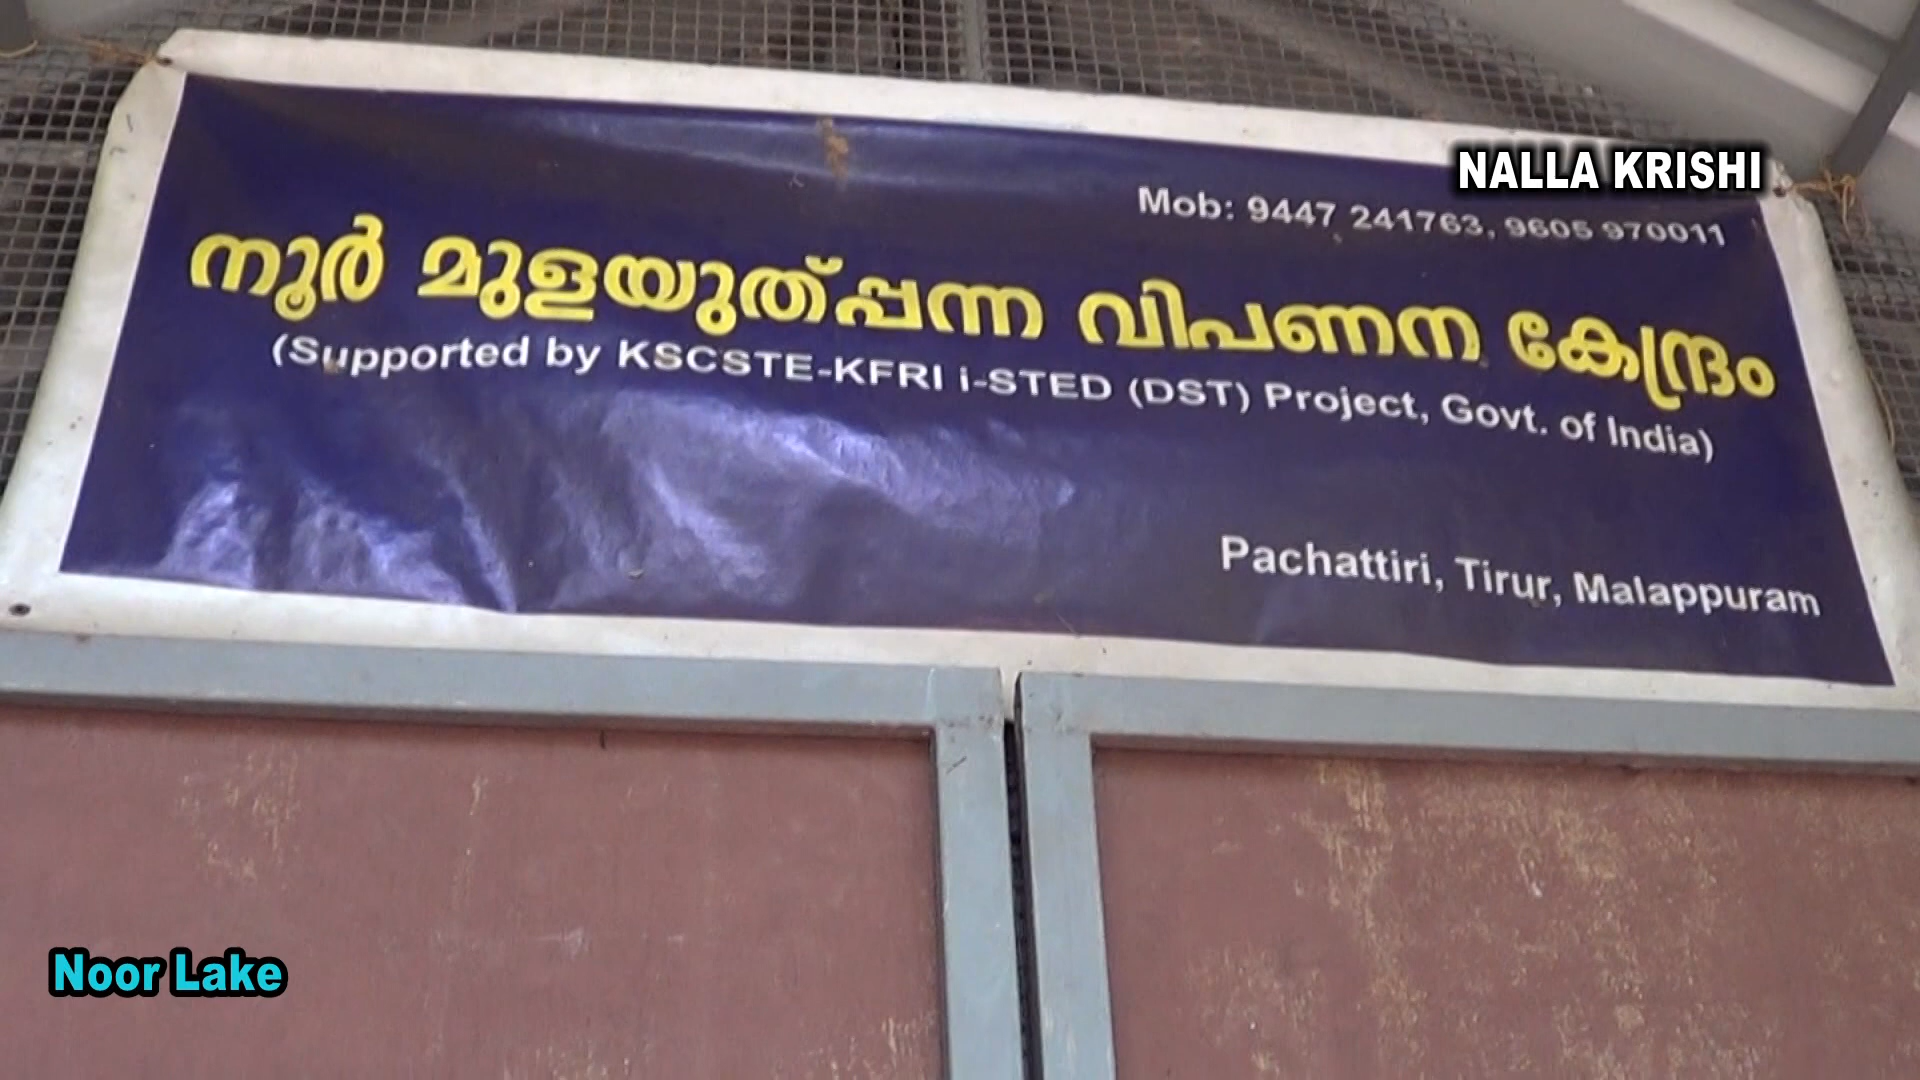 NALLA KRISHI
Mob: 9447 241763, 9605 970011
നൂർ മുളയുത്പ്പന്ന വിപണന കേന്ദ്രം
(Supported by KSCSTE-KFRI i-STED (DST) Project, Govt. of India)
Pachattiri, Tirur, Malappuram
Noor Lake